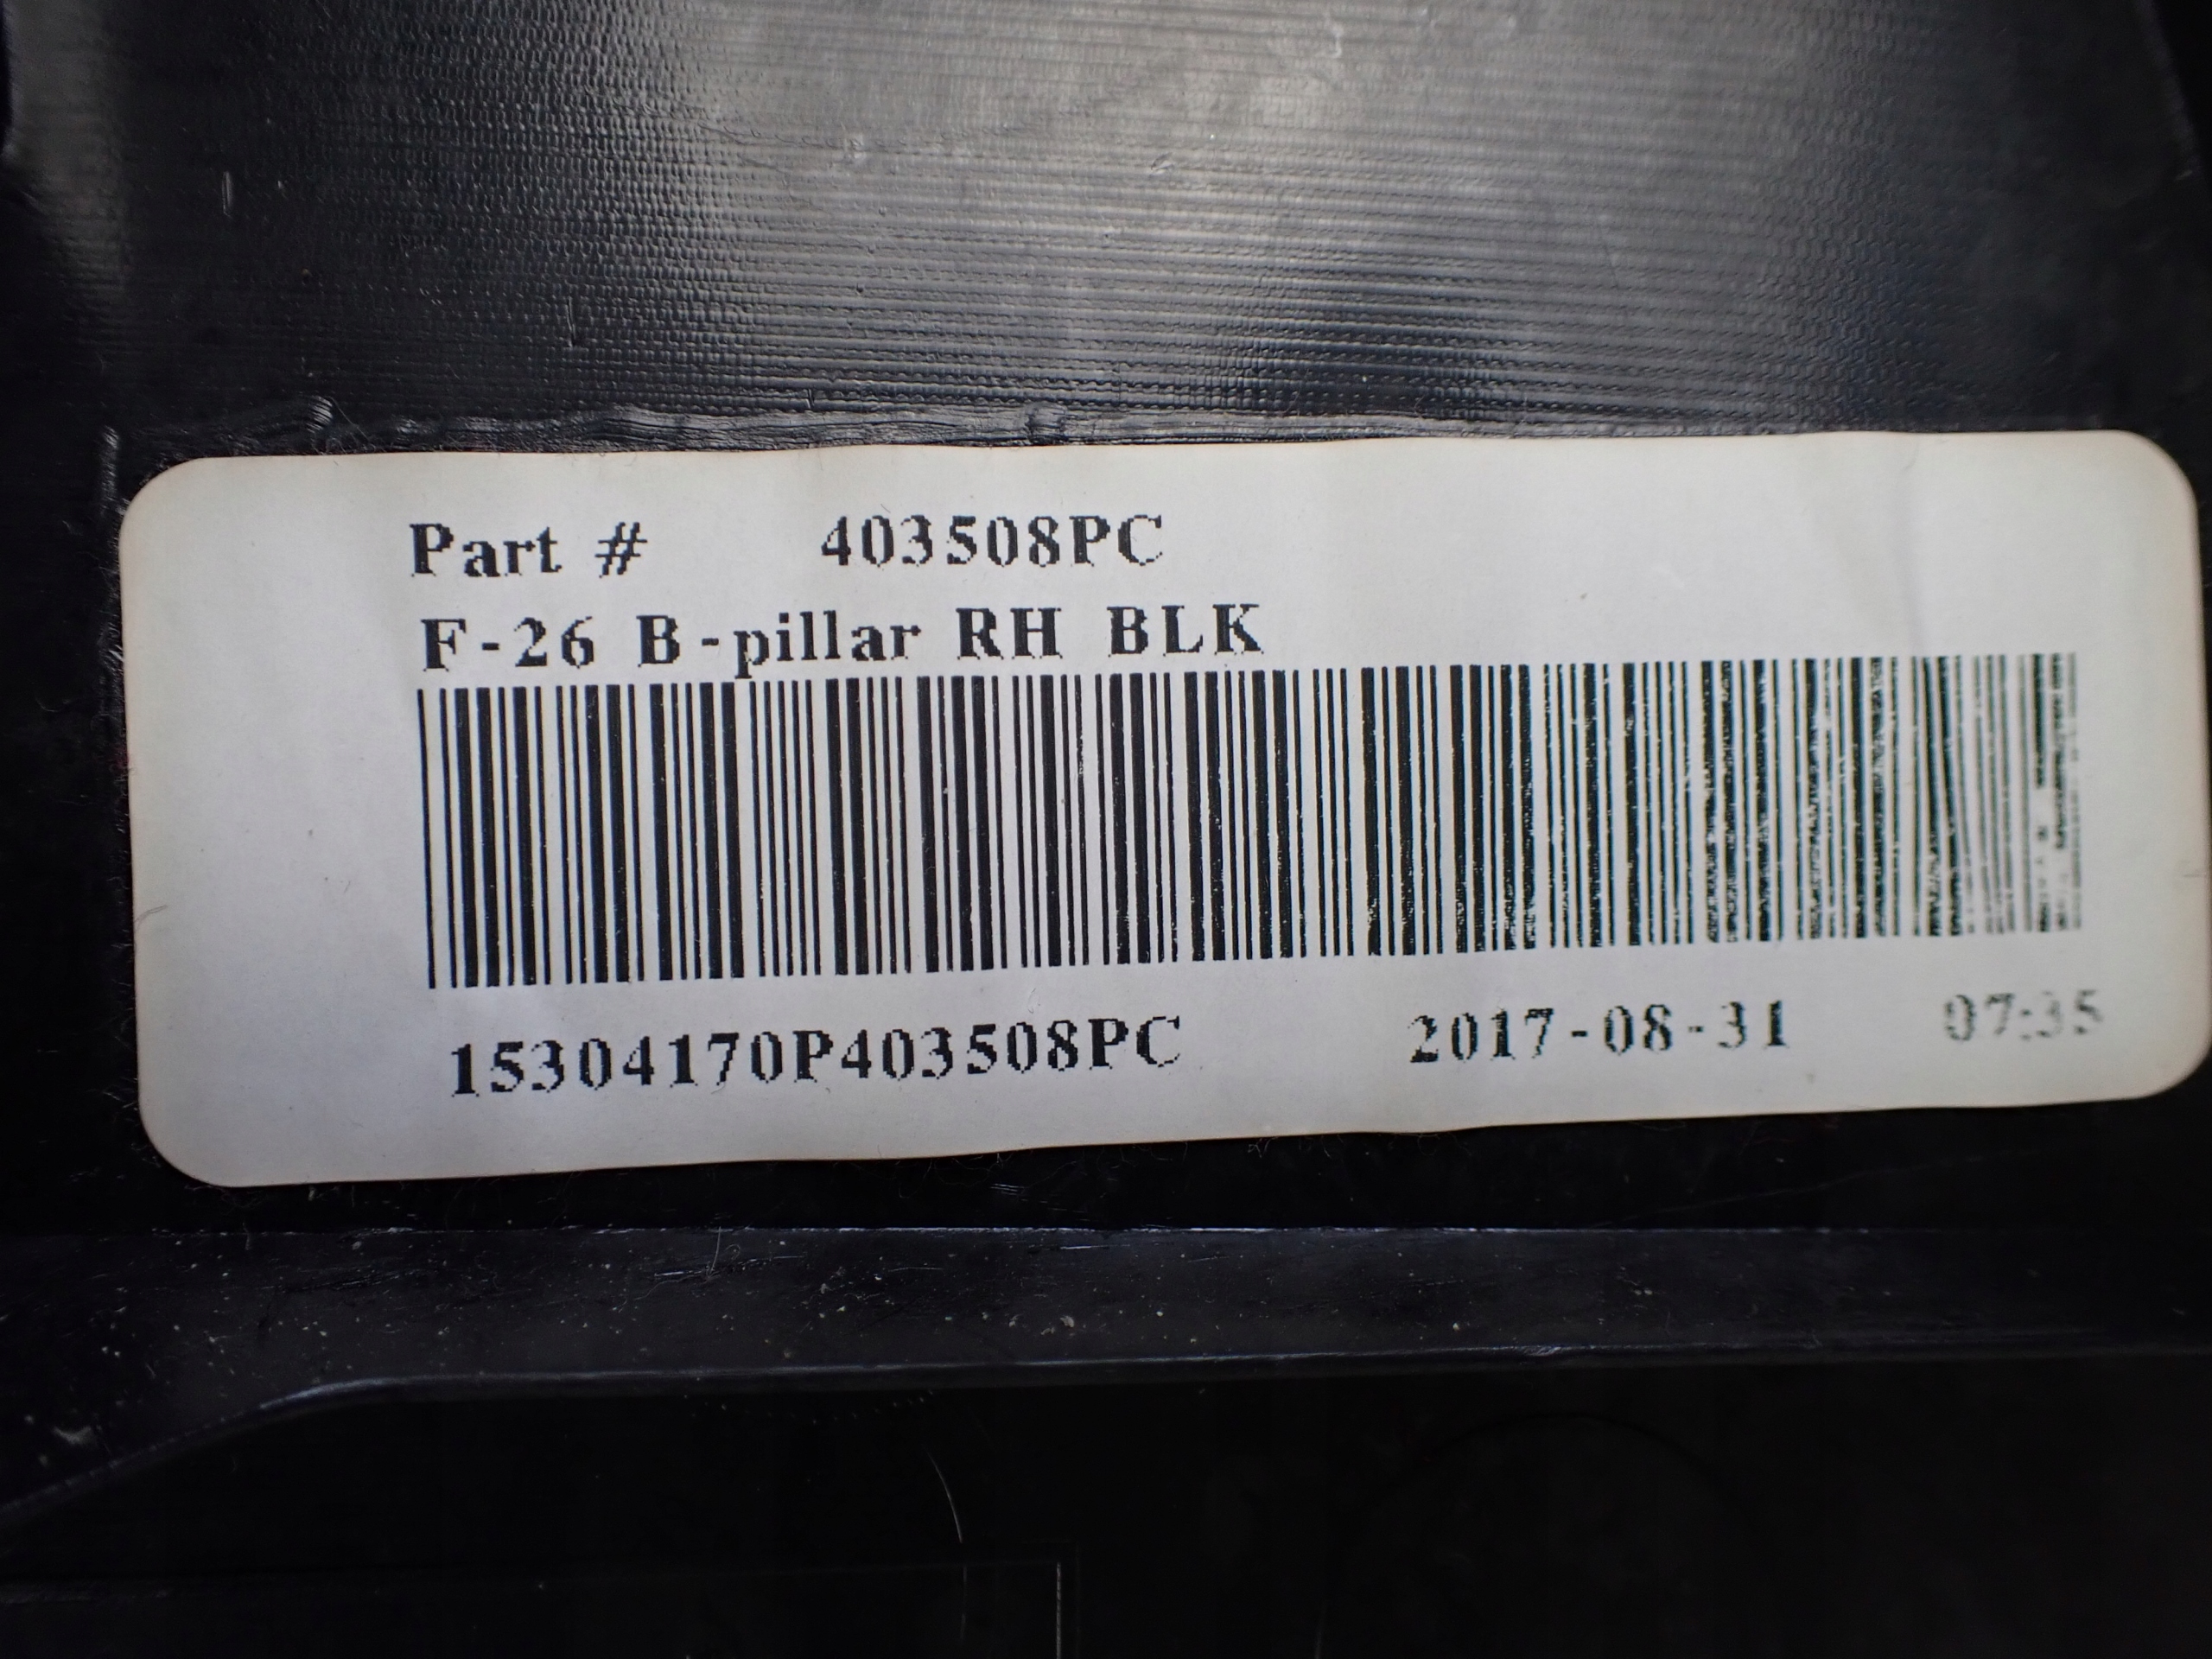 Part # 403508PC
F-26 B-pillar RH BLK
15304170P403508PC 2017-08-31 07:35